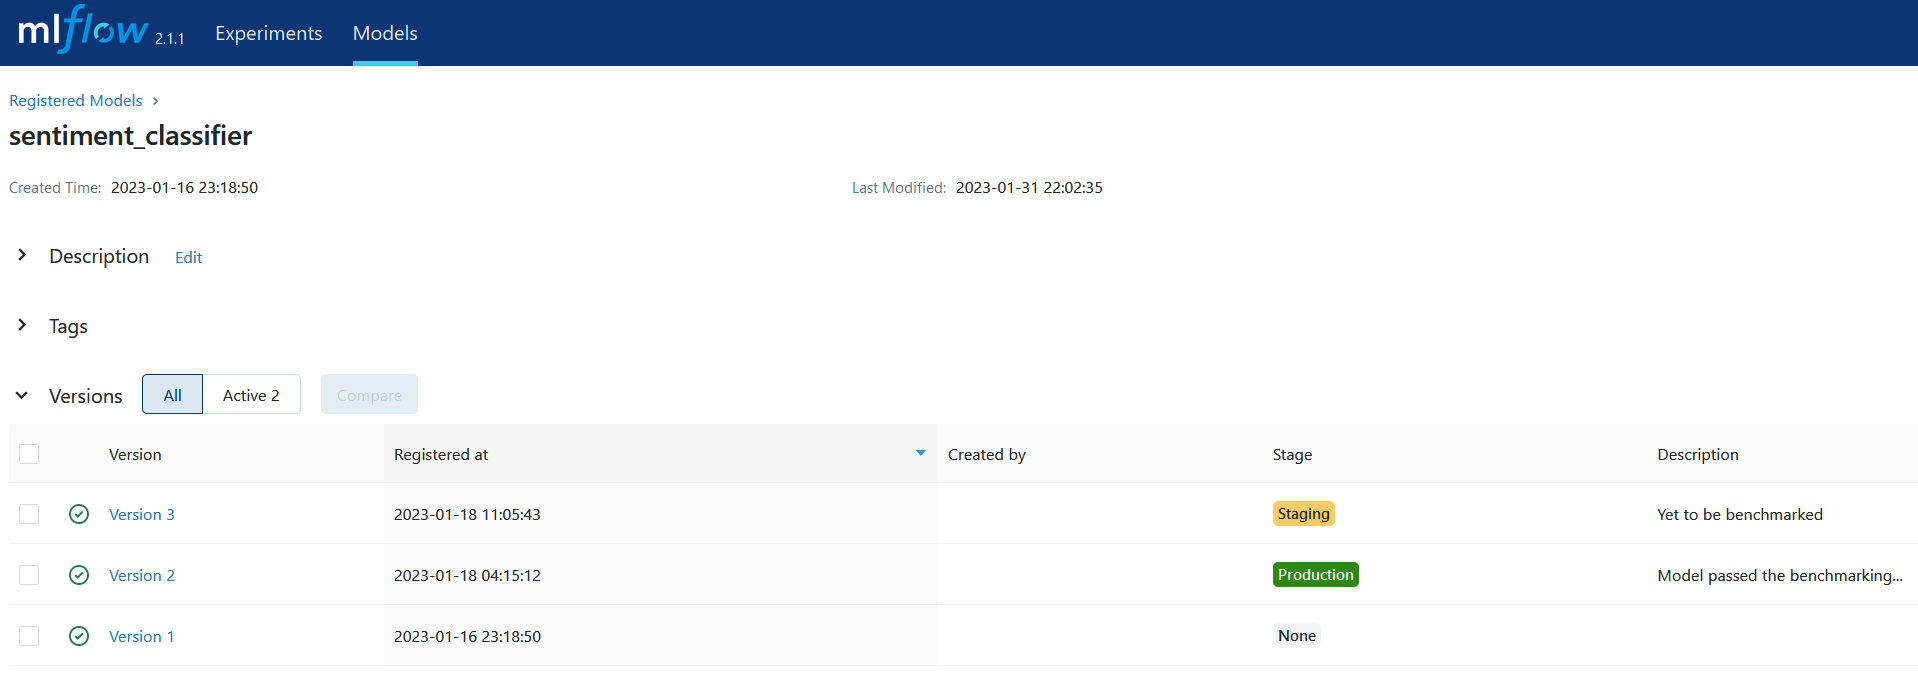 mlflow 2.1.1 Experiments Models
Registered Models >
sentiment_classifier
Created Time: 2023-01-16 23:18:50 Last Modified: 2023-01-31 22:02:35
Description Edit
Tags
Versions All Active 2 Compare
Version Registered at Created by Stage Description
Version 3 2023-01-18 11:05:43 Staging Yet to be benchmarked
Version 2 2023-01-18 04:15:12 Production Model passed the benchmarking...
Version 1 2023-01-16 23:18:50 None